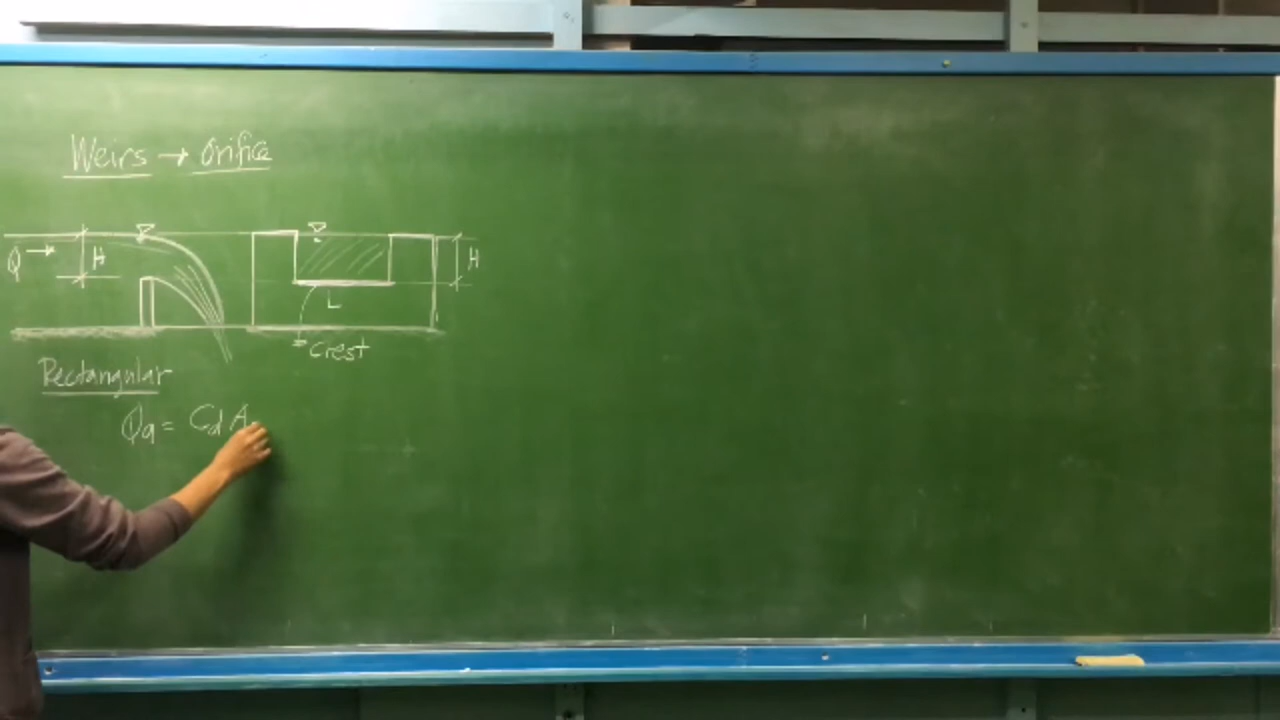 Weirs → Orifice
Q → H H
L
Crest
Rectangular
Qa = Cd A